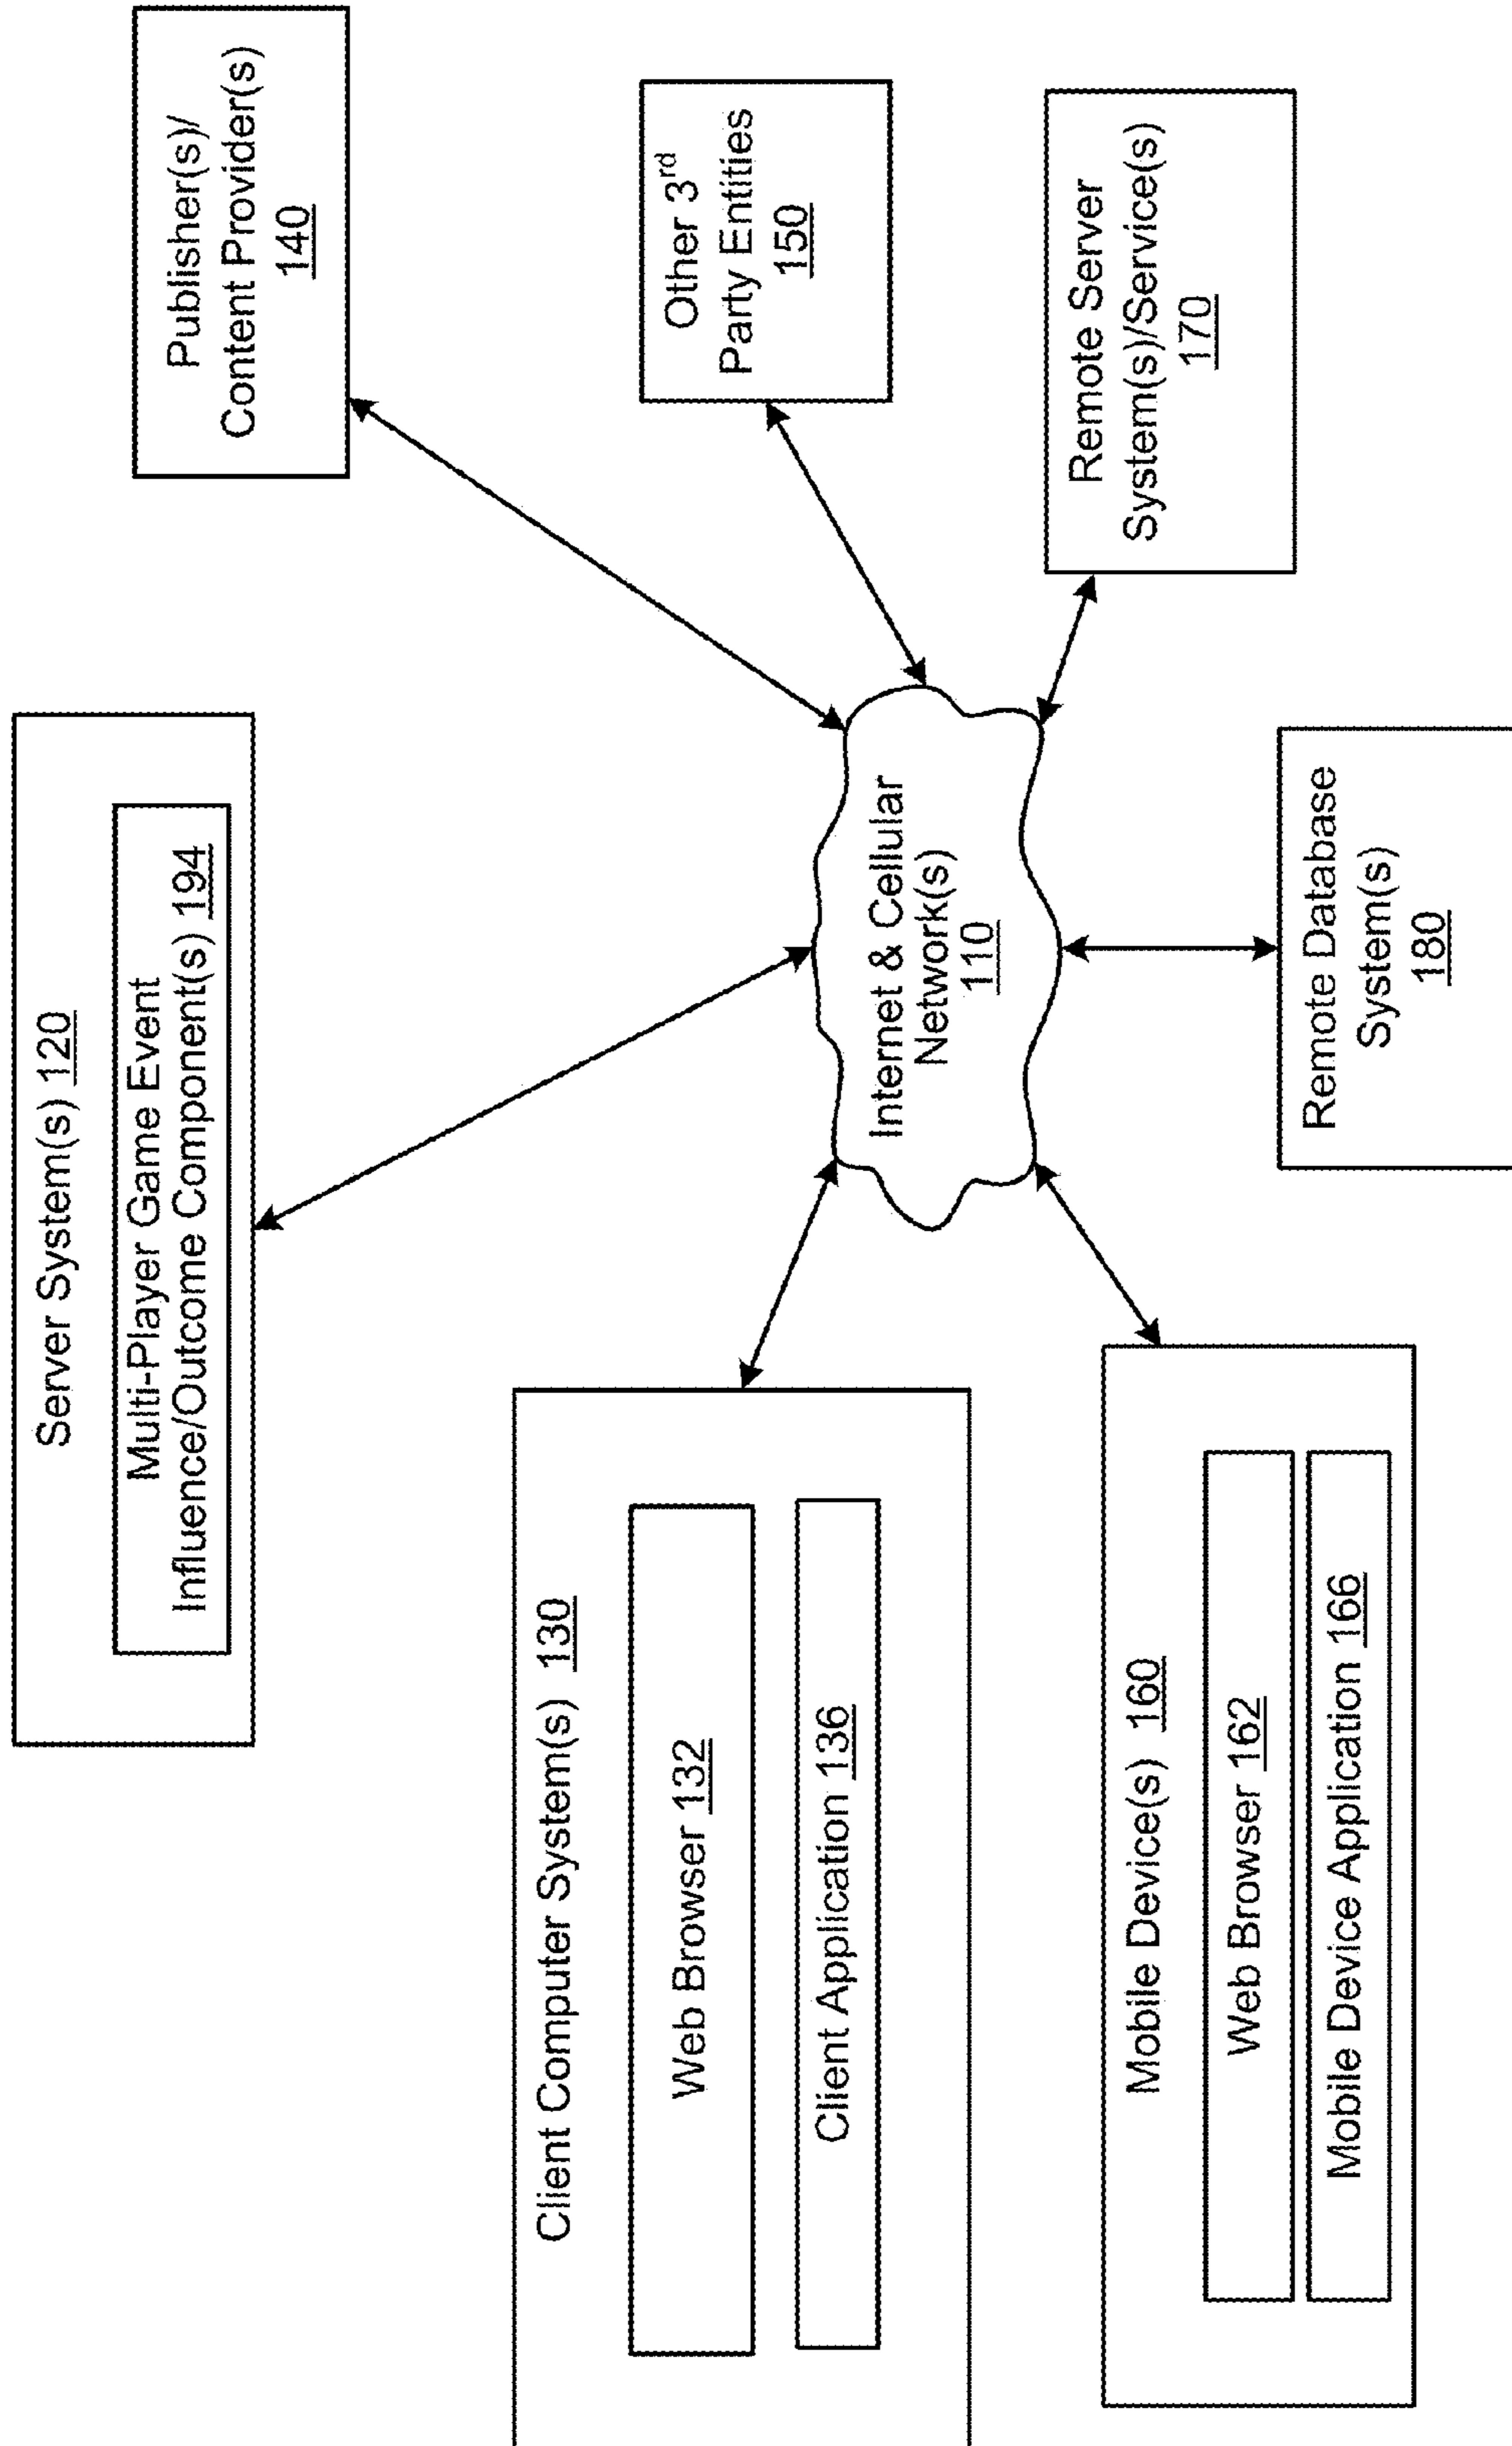 Server System(s) 120
Multi-Player Game Event
Influence/Outcome Component(s) 194
Publisher(s)/
Content Provider(s)
140
Client Computer System(s) 130
Web Browser 132
Client Application 136
Internet & Cellular
Network(s)
110
Other 3rd
Party Entities
150
Mobile Device(s) 160
Web Browser 162
Mobile Device Application 166
Remote Database
System(s)
180
Remote Server
System(s)/Service(s)
170